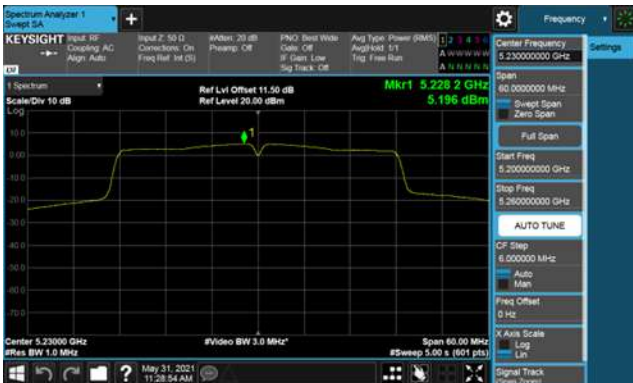 Spectrum Analyzer 1
Swept SA
+
Frequency
KEYSIGHT
Input: RF
Coupling: AC
Align: Auto
Input Z: 50 Ω
Corrections: On
Freq Ref: Int (S)
#Atten: 20 dB
Preamp: Off
PNO: Best Wide
Gate: Off
IF Gain: Low
Sig Track: Off
Avg Type: Power (RMS)
Avg|Hold: 1/1
Trig: Free Run
1 2 3 4 5 6
A W W W W W
A N N N N N
Center Frequency
5.230000000 GHz
Settings
Span
60.0000000 MHz
Swept Span
Zero Span
Full Span
Start Freq
5.200000000 GHz
Stop Freq
5.260000000 GHz
AUTO TUNE
CF Step
6.000000 MHz
Auto
Man
Freq Offset
0 Hz
X Axis Scale
Log
Lin
Signal Track
(Span Zoom)
1 Spectrum
Scale/Div 10 dB
Log
Ref Lvl Offset 11.50 dB
Ref Level 20.00 dBm
Mkr1 5.228 2 GHz
5.196 dBm
1
10.0
0.00
-10.0
-20.0
-30.0
-40.0
-50.0
-60.0
-70.0
Center 5.23000 GHz
#Res BW 1.0 MHz
#Video BW 3.0 MHz*
Span 60.00 MHz
#Sweep 5.00 s (601 pts)
?
May 31, 2021
11:28:54 AM